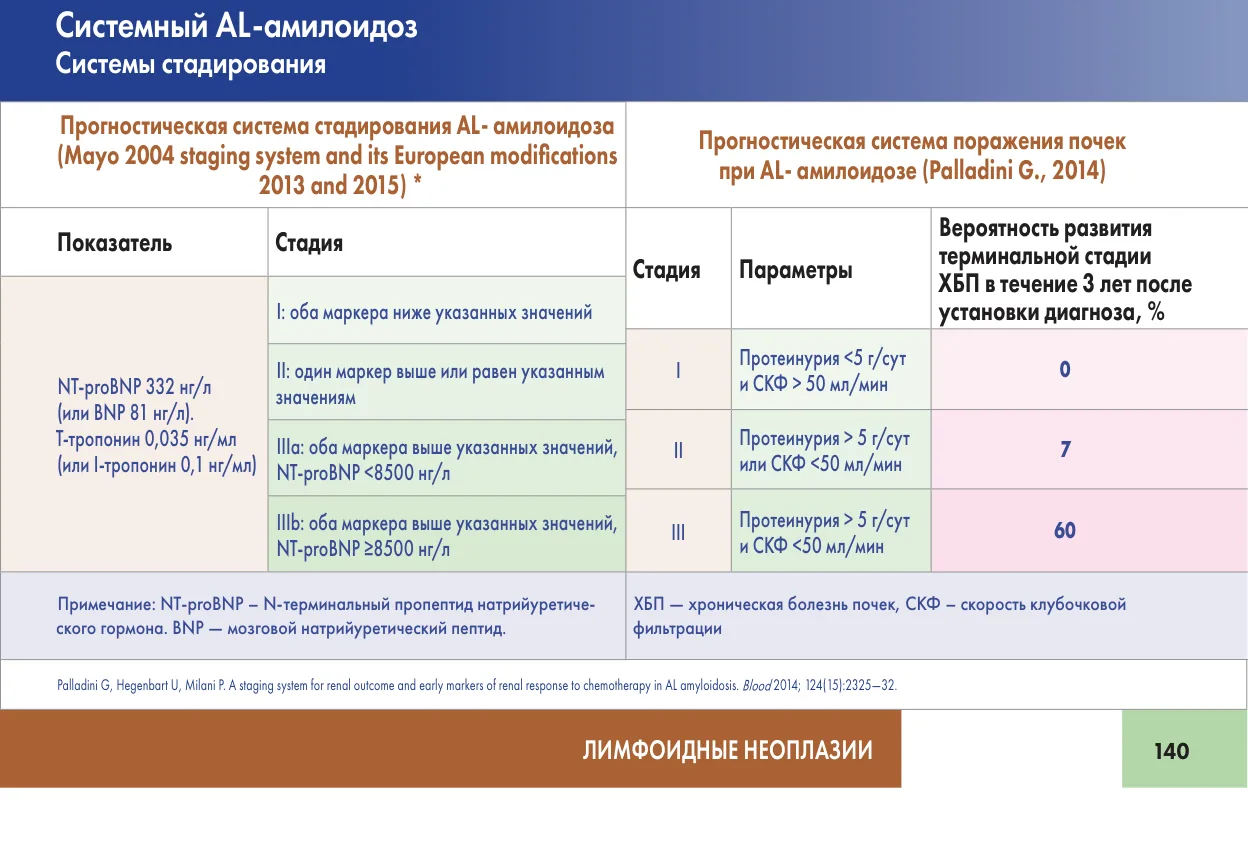 Системный AL-амилоидоз
Системы стадирования
Прогностическая система стадирования AL- амилоидоза
(Mayo 2004 staging system and its European modifications
2013 and 2015) *
Показатель
Стадия
NT-proBNP 332 нг/л
(или BNP 81 нг/л).
Т-тропонин 0,035 нг/мл
(или I-тропонин 0,1 нг/мл)
I: оба маркера ниже указанных значений
II: один маркер выше или равен указанным
значениям
IIIa: оба маркера выше указанных значений,
NT-proBNP <8500 нг/л
IIIb: оба маркера выше указанных значений,
NT-proBNP ≥8500 нг/л
Примечание: NT-proBNP – N-терминальный пропептид натрийуретиче-
ского гормона. BNP — мозговой натрийуретический пептид.
Прогностическая система поражения почек
при AL- амилоидозе (Palladini G., 2014)
Стадия
Параметры
Вероятность развития
терминальной стадии
ХБП в течение 3 лет после
установки диагноза, %
I
Протеинурия <5 г/сут
и СКФ > 50 мл/мин
0
II
Протеинурия > 5 г/сут
или СКФ <50 мл/мин
7
III
Протеинурия > 5 г/сут
и СКФ <50 мл/мин
60
ХБП — хроническая болезнь почек, СКФ – скорость клубочковой
фильтрации
Palladini G, Hegenbart U, Milani P. A staging system for renal outcome and early markers of renal response to chemotherapy in AL amyloidosis. Blood 2014; 124(15):2325—32.
ЛИМФОИДНЫЕ НЕОПЛАЗИИ
140